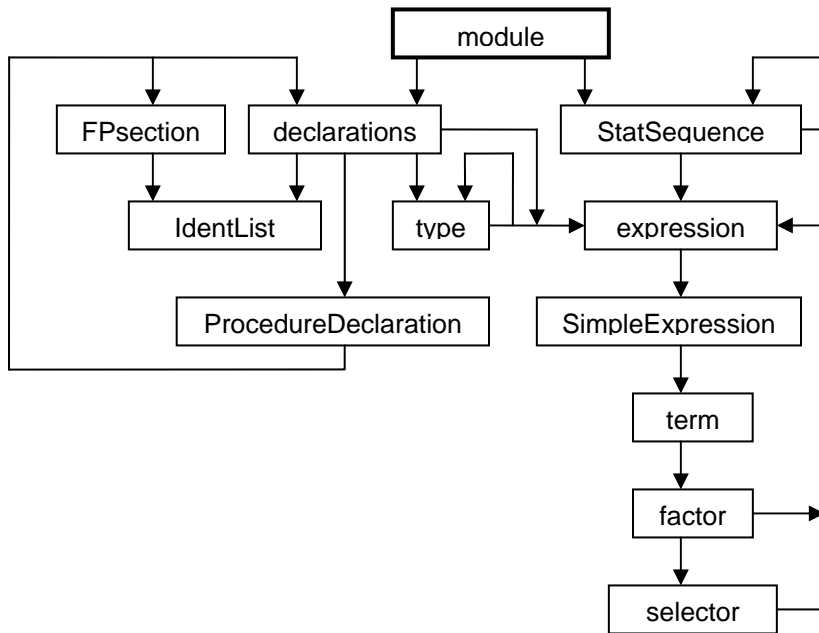 module
FPsection
declarations
StatSequence
IdentList
type
expression
ProcedureDeclaration
SimpleExpression
term
factor
selector